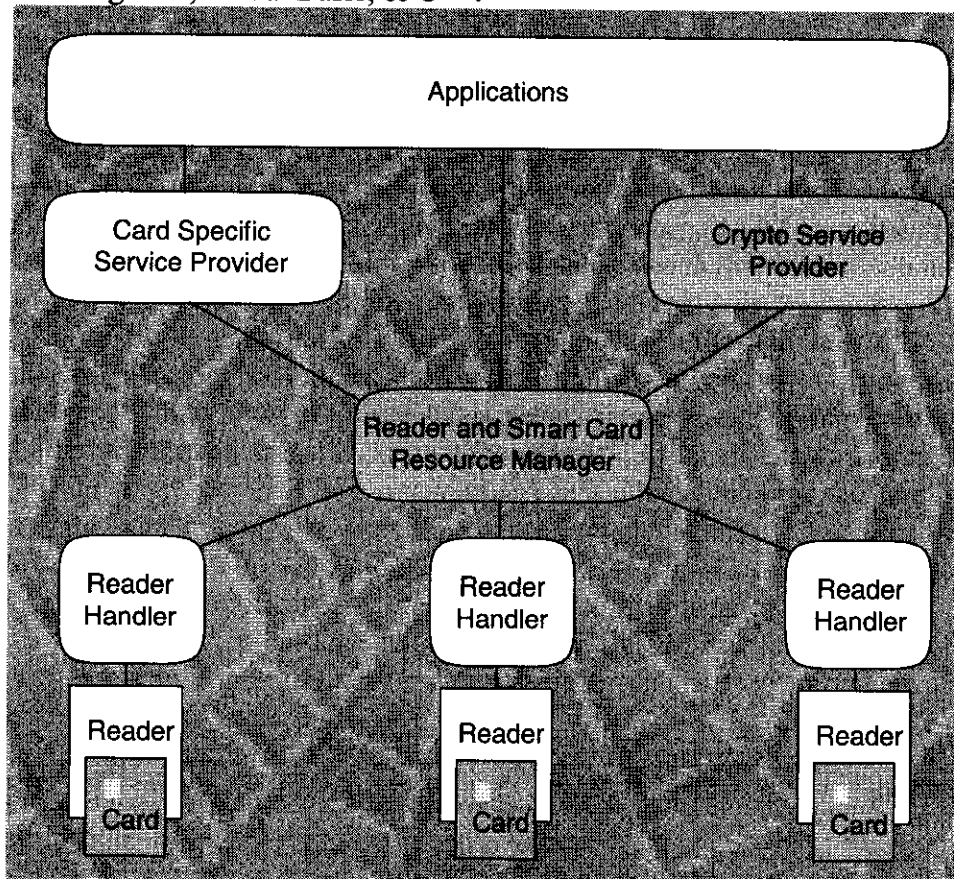 Applications
Card Specific
Service Provider
Crypto Service
Provider
Reader and Smart Card
Resource Manager
Reader
Handler
Reader
Handler
Reader
Handler
Reader
Reader
Reader
Card
Card
Card